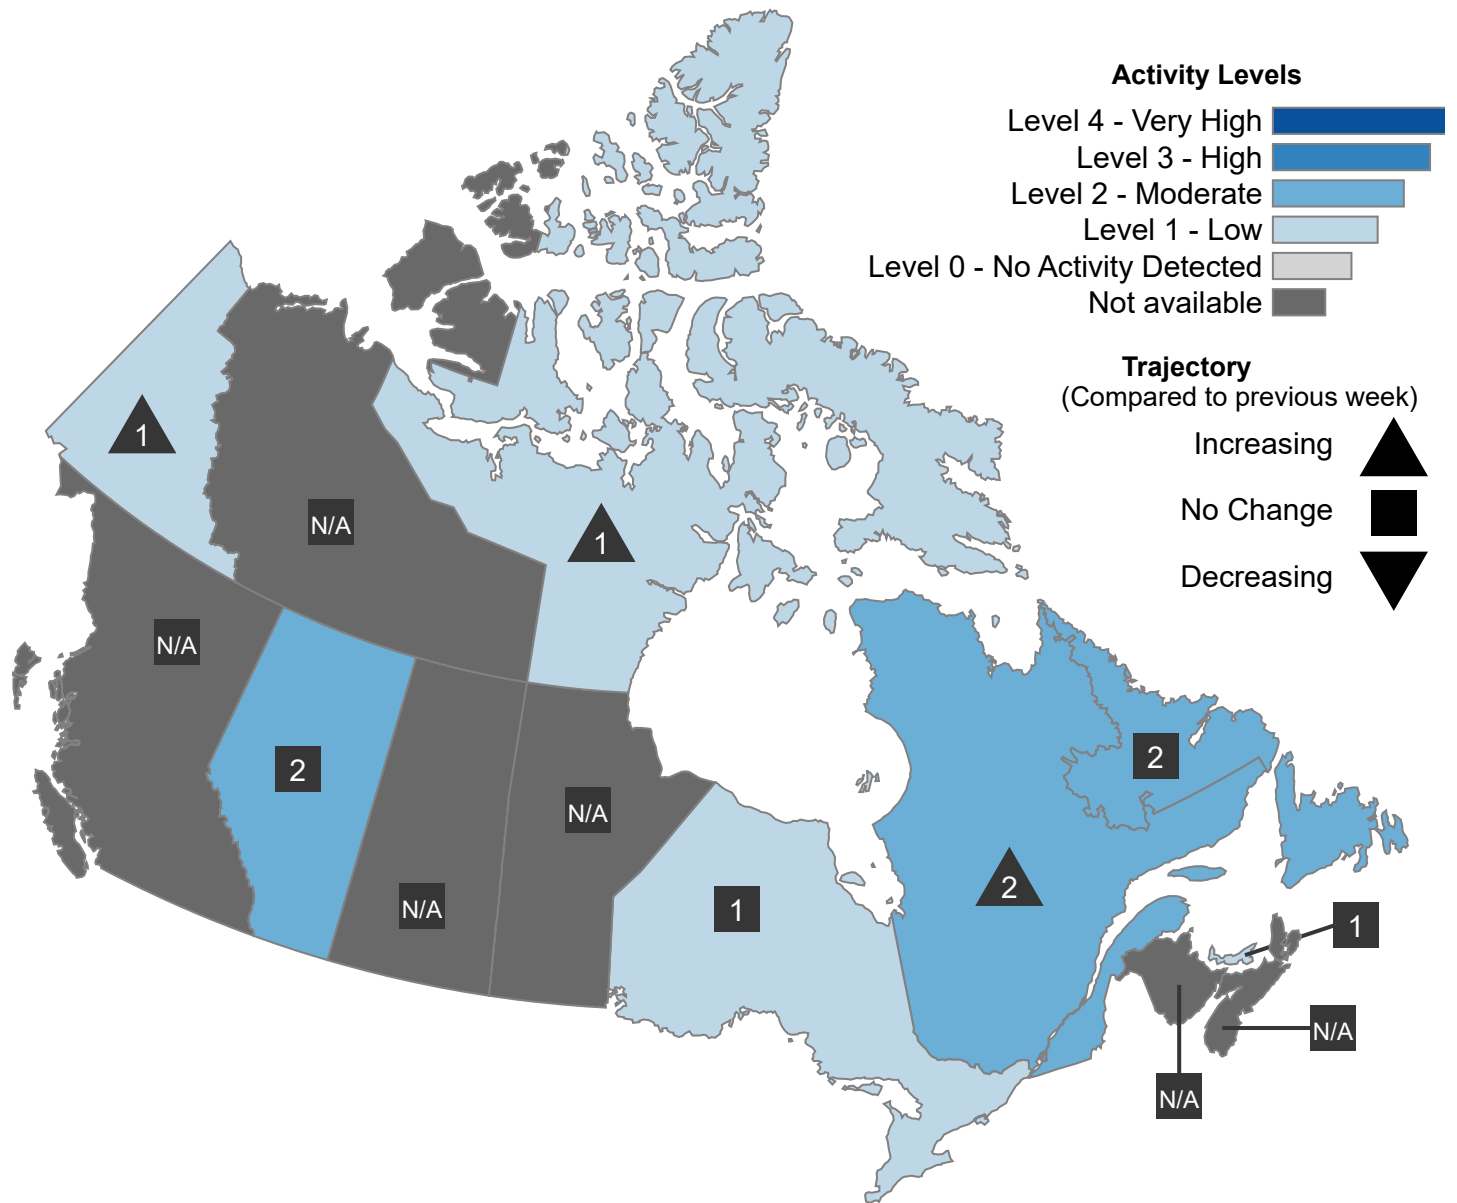 Activity Levels
Level 4 - Very High
Level 3 - High
Level 2 - Moderate
Level 1 - Low
Level 0 - No Activity Detected
Not available
Trajectory
(Compared to previous week)
Increasing
No Change
Decreasing
1
N/A
1
N/A
2
2
N/A
2
N/A
1
1
N/A
N/A